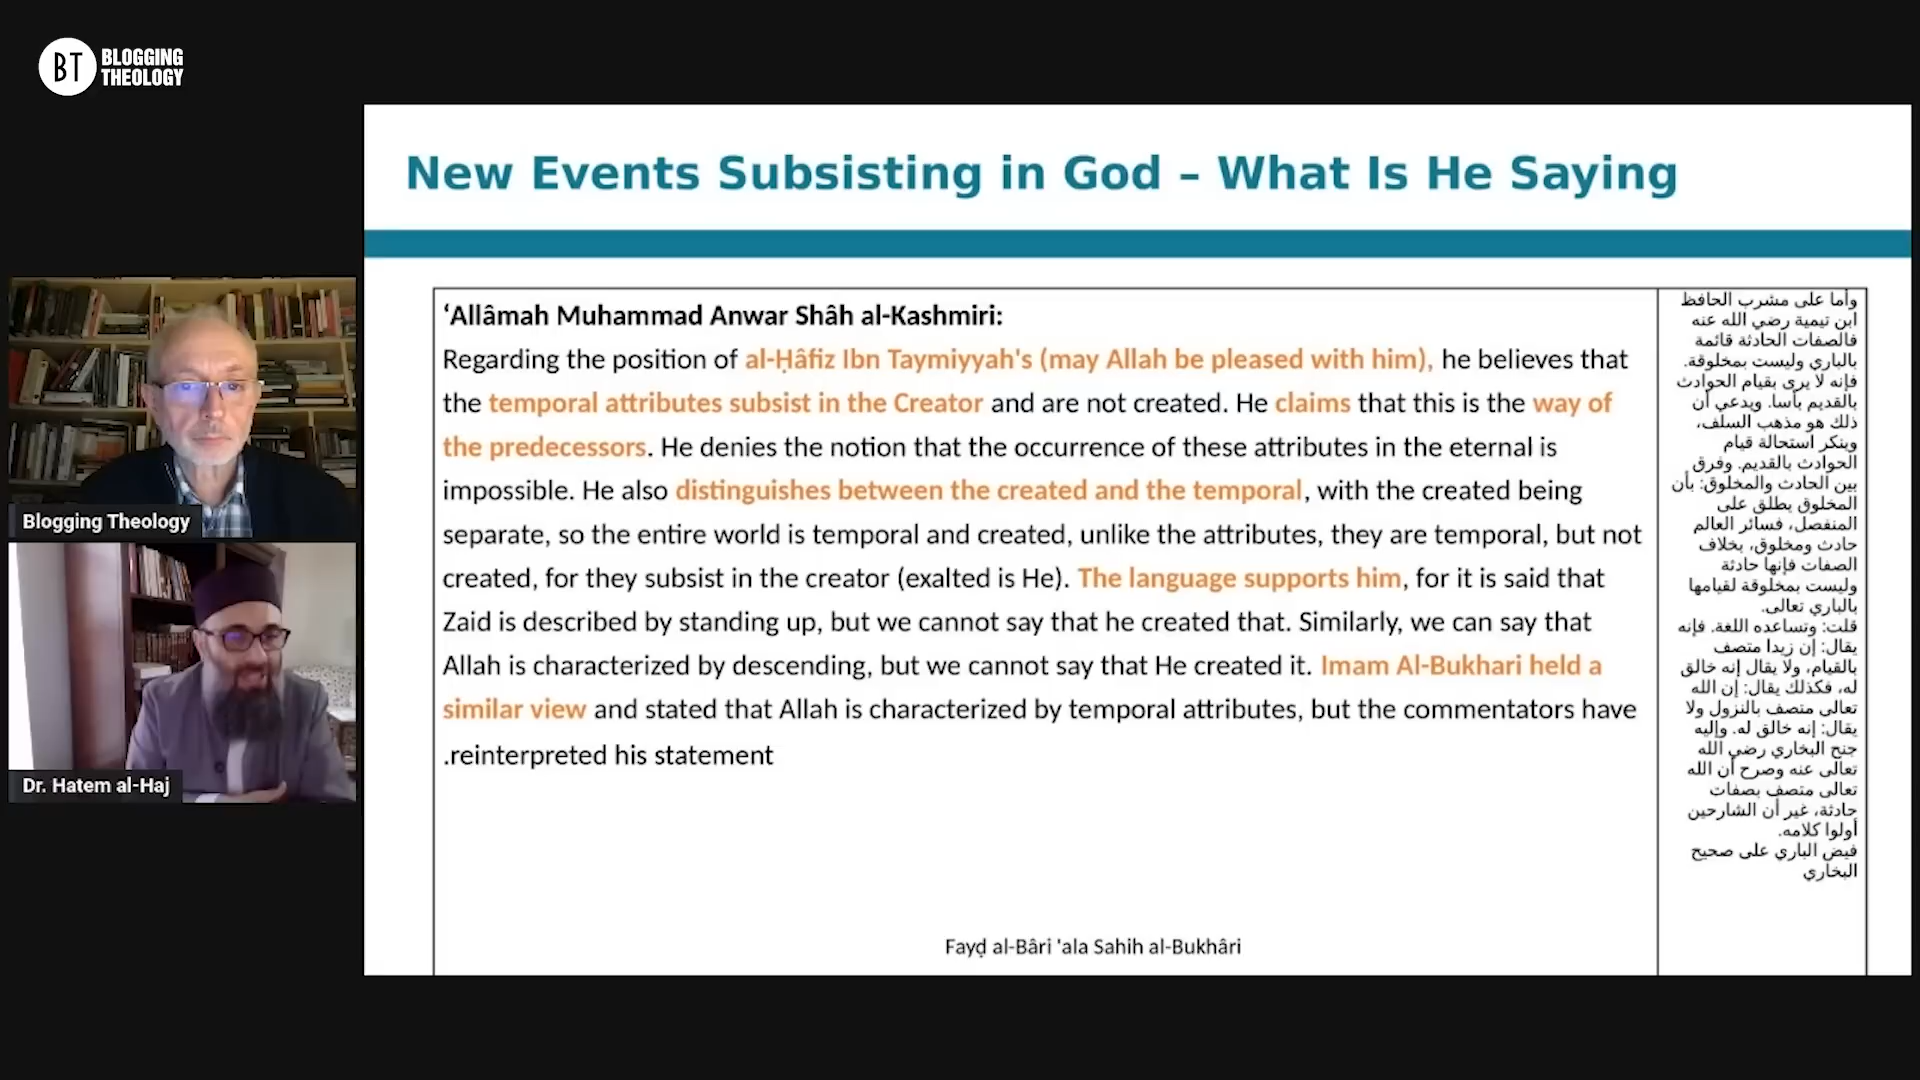 BT BLOGGING
THEOLOGY
New Events Subsisting in God – What Is He Saying
‘Allâmah Muhammad Anwar Shâh al-Kashmiri:
Regarding the position of al-Ḥâfiz Ibn Taymiyyah's (may Allah be pleased with him), he believes that
the temporal attributes subsist in the Creator and are not created. He claims that this is the way of
the predecessors. He denies the notion that the occurrence of these attributes in the eternal is
impossible. He also distinguishes between the created and the temporal, with the created being
separate, so the entire world is temporal and created, unlike the attributes, they are temporal, but not
created, for they subsist in the creator (exalted is He). The language supports him, for it is said that
Zaid is described by standing up, but we cannot say that he created that. Similarly, we can say that
Allah is characterized by descending, but we cannot say that He created it. Imam Al-Bukhari held a
similar view and stated that Allah is characterized by temporal attributes, but the commentators have
.reinterpreted his statement
Fayḍ al-Bâri 'ala Sahih al-Bukhâri
وأما على مشرب الحافظ
ابن تيمية رضي الله عنه
فالصفات الحادثة قائمة
بالباري وليست بمخلوقة.
فإنه لا يرى بقيام الحوادث
بالقديم بأسا. ويدعي أن
ذلك هو مذهب السلف،
وينكر استحالة قيام
الحوادث بالقديم. وفرق
بين الحادث والمخلوق: بأن
المخلوق يطلق على
المنفصل، فسائر العالم
حادث ومخلوق، بخلاف
الصفات فإنها حادثة
وليست بمخلوقة لقيامها
بالباري تعالى.
قلت: وتساعده اللغة. فإنه
يقال: إن زيدا متصف
بالقيام، ولا يقال إنه خالق
له، فكذلك يقال: إن الله
تعالى متصف بالنزول ولا
يقال: إنه خالق له. وإليه
جنح البخاري رضي الله
تعالى عنه وصرح أن الله
تعالى متصف بصفات
حادثة، غير أن الشارحين
أولوا كلامه.
فيض الباري على صحيح
البخاري
Blogging Theology
Dr. Hatem al-Haj